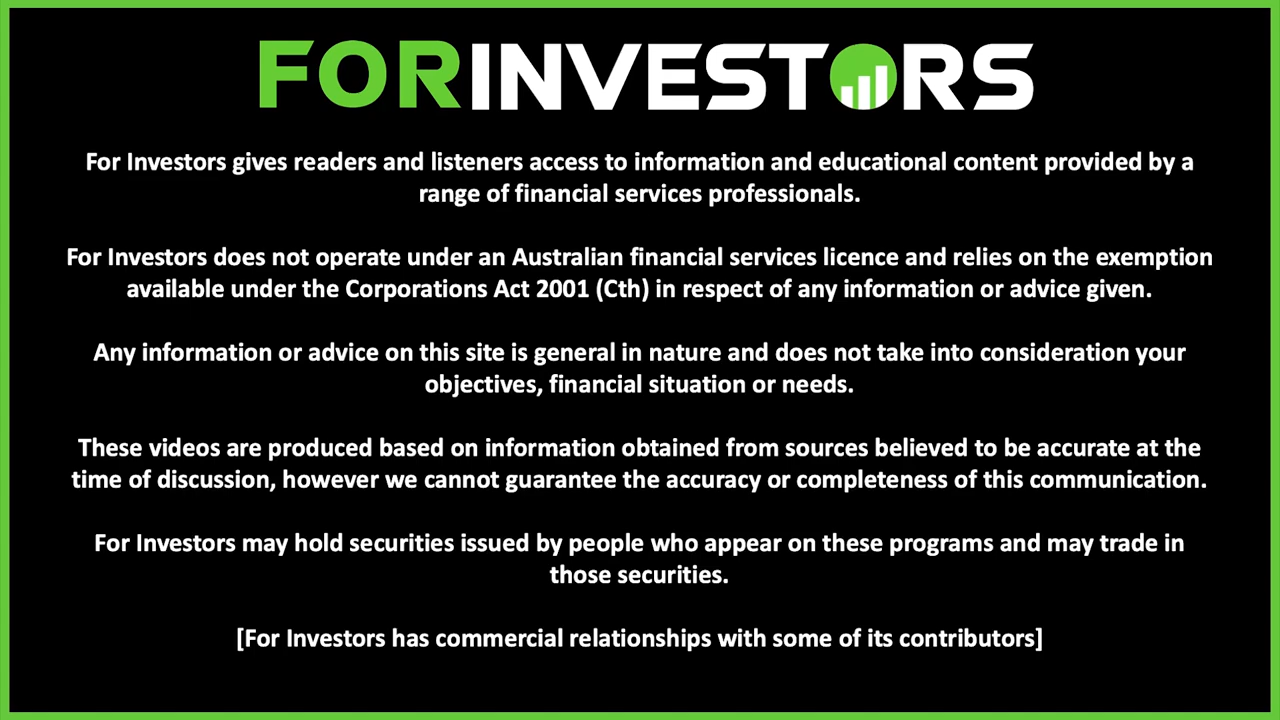 FORINVESTORS
For Investors gives readers and listeners access to information and educational content provided by a
range of financial services professionals.
For Investors does not operate under an Australian financial services licence and relies on the exemption
available under the Corporations Act 2001 (Cth) in respect of any information or advice given.
Any information or advice on this site is general in nature and does not take into consideration your
objectives, financial situation or needs.
These videos are produced based on information obtained from sources believed to be accurate at the
time of discussion, however we cannot guarantee the accuracy or completeness of this communication.
For Investors may hold securities issued by people who appear on these programs and may trade in
those securities.
[For Investors has commercial relationships with some of its contributors]